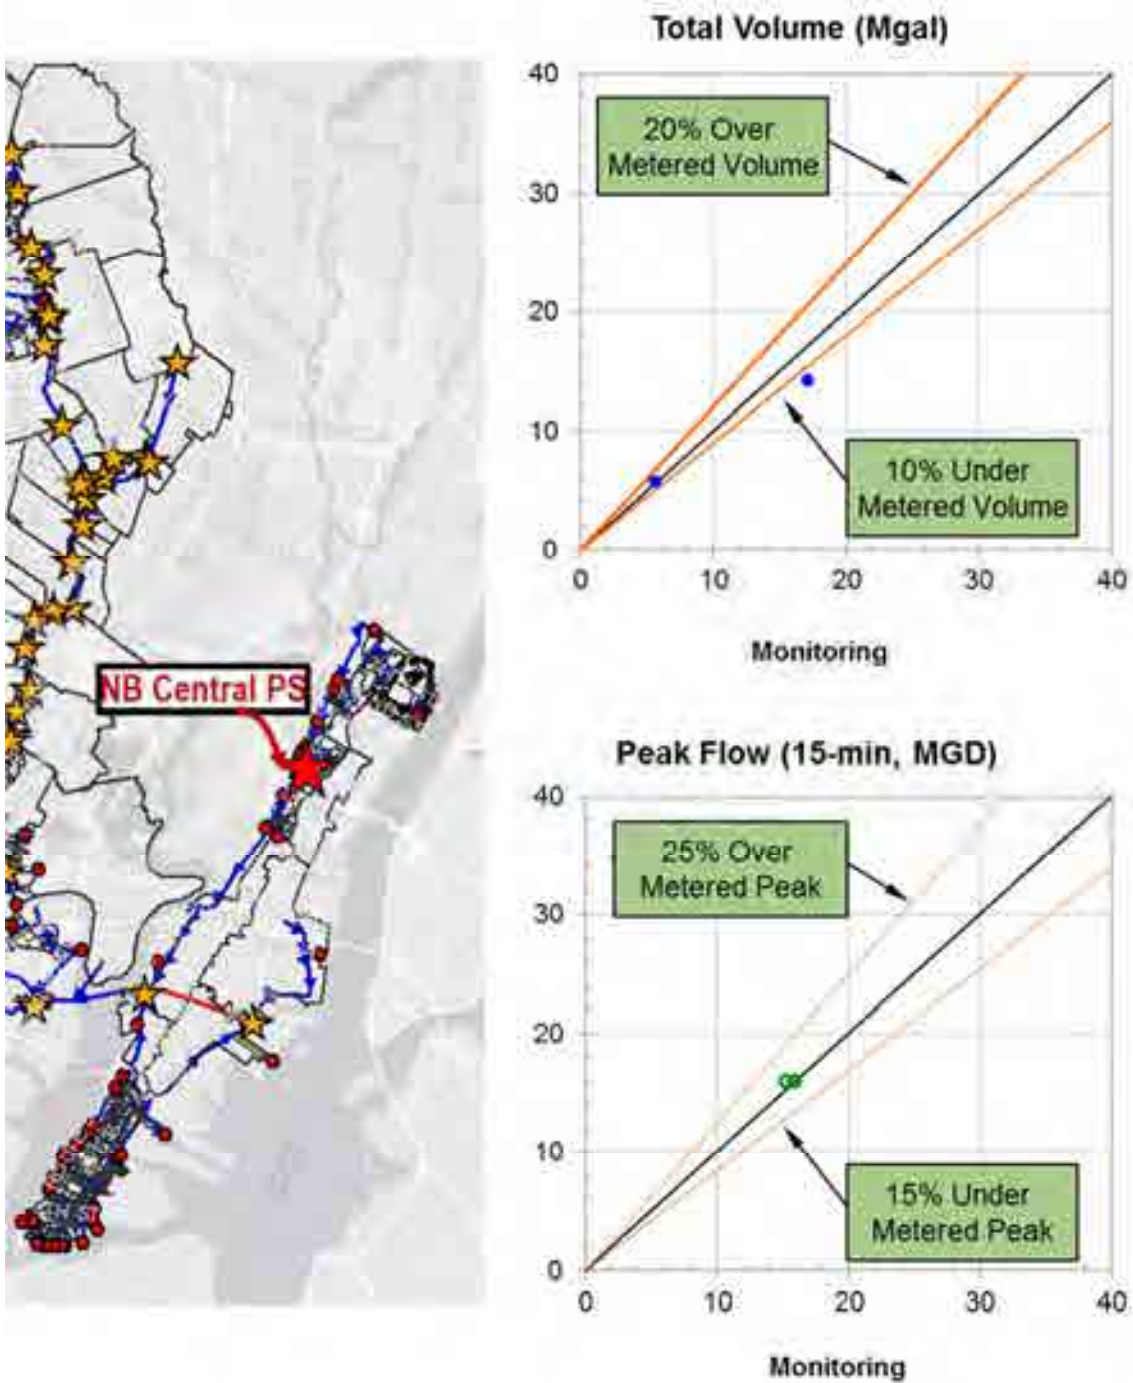 Total Volume (Mgal)
40
20% Over
Metered Volume
30
20
10
10% Under
Metered Volume
0
0 10 20 30 40
Monitoring
NB Central PS
Peak Flow (15-min, MGD)
40
25% Over
Metered Peak
30
20
10
15% Under
Metered Peak
0
0 10 20 30 40
Monitoring